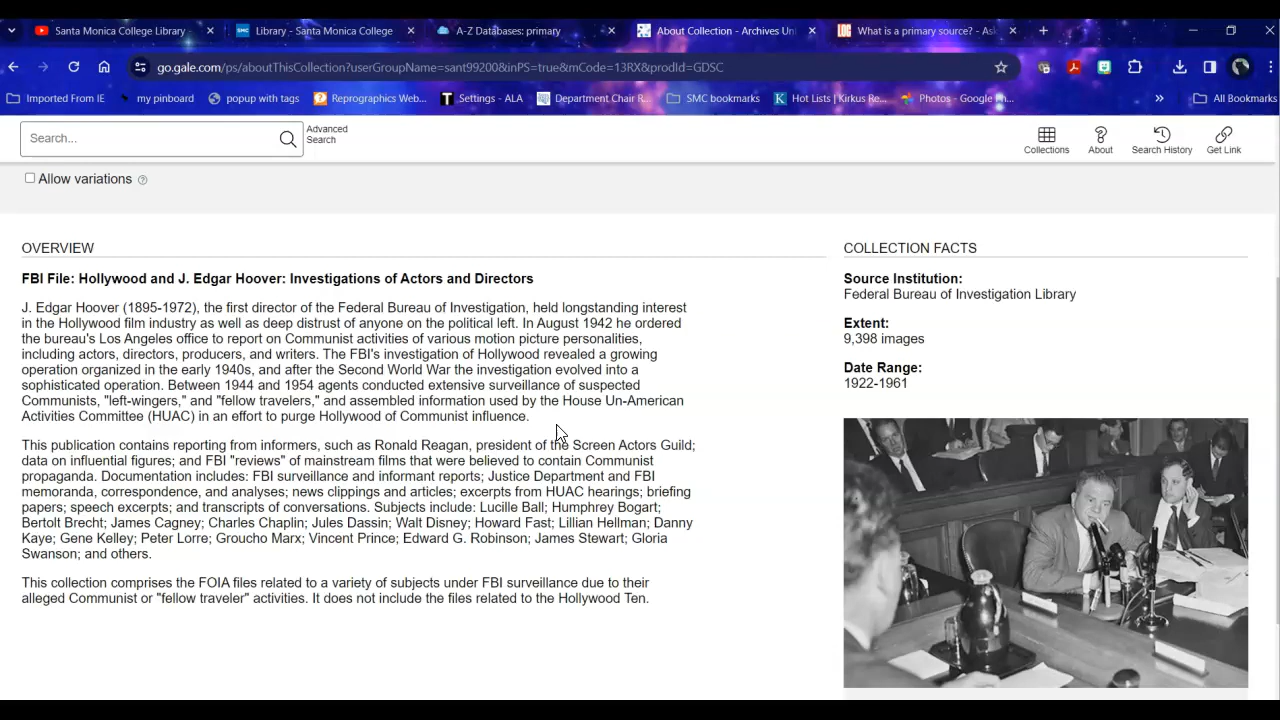 Santa Monica College Library -
Library - Santa Monica College
A-Z Databases: primary
About Collection - Archives Un
What is a primary source? - As
go.gale.com/ps/aboutThisCollection?userGroupName=sant99200&inPS=true&mCode=13RX&prodId=GDSC
Imported From IE
my pinboard
popup with tags
Reprographics Web...
Settings - ALA
Department Chair R...
SMC bookmarks
Hot Lists | Kirkus Re...
Photos - Google Ph...
All Bookmarks
Search...
Advanced
Search
Collections
About
Search History
Get Link
Allow variations
OVERVIEW
FBI File: Hollywood and J. Edgar Hoover: Investigations of Actors and Directors
J. Edgar Hoover (1895-1972), the first director of the Federal Bureau of Investigation, held longstanding interest
in the Hollywood film industry as well as deep distrust of anyone on the political left. In August 1942 he ordered
the bureau's Los Angeles office to report on Communist activities of various motion picture personalities,
including actors, directors, producers, and writers. The FBI's investigation of Hollywood revealed a growing
operation organized in the early 1940s, and after the Second World War the investigation evolved into a
sophisticated operation. Between 1944 and 1954 agents conducted extensive surveillance of suspected
Communists, "left-wingers," and "fellow travelers," and assembled information used by the House Un-American
Activities Committee (HUAC) in an effort to purge Hollywood of Communist influence.
This publication contains reporting from informers, such as Ronald Reagan, president of the Screen Actors Guild;
data on influential figures; and FBI "reviews" of mainstream films that were believed to contain Communist
propaganda. Documentation includes: FBI surveillance and informant reports; Justice Department and FBI
memoranda, correspondence, and analyses; news clippings and articles; excerpts from HUAC hearings; briefing
papers; speech excerpts; and transcripts of conversations. Subjects include: Lucille Ball; Humphrey Bogart;
Bertolt Brecht; James Cagney; Charles Chaplin; Jules Dassin; Walt Disney; Howard Fast; Lillian Hellman; Danny
Kaye; Gene Kelley; Peter Lorre; Groucho Marx; Vincent Prince; Edward G. Robinson; James Stewart; Gloria
Swanson; and others.
This collection comprises the FOIA files related to a variety of subjects under FBI surveillance due to their
alleged Communist or "fellow traveler" activities. It does not include the files related to the Hollywood Ten.
COLLECTION FACTS
Source Institution:
Federal Bureau of Investigation Library
Extent:
9,398 images
Date Range:
1922-1961